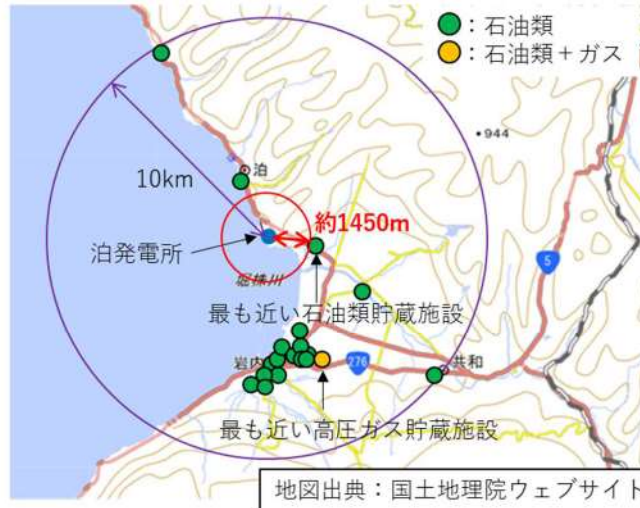 ：石油類
：石油類＋ガス
・944
泊
10km
約1450m
泊発電所
堀株川
5
最も近い石油類貯蔵施設
岩内
276
共和
最も近い高圧ガス貯蔵施設
地図出典：国土地理院ウェブサイト